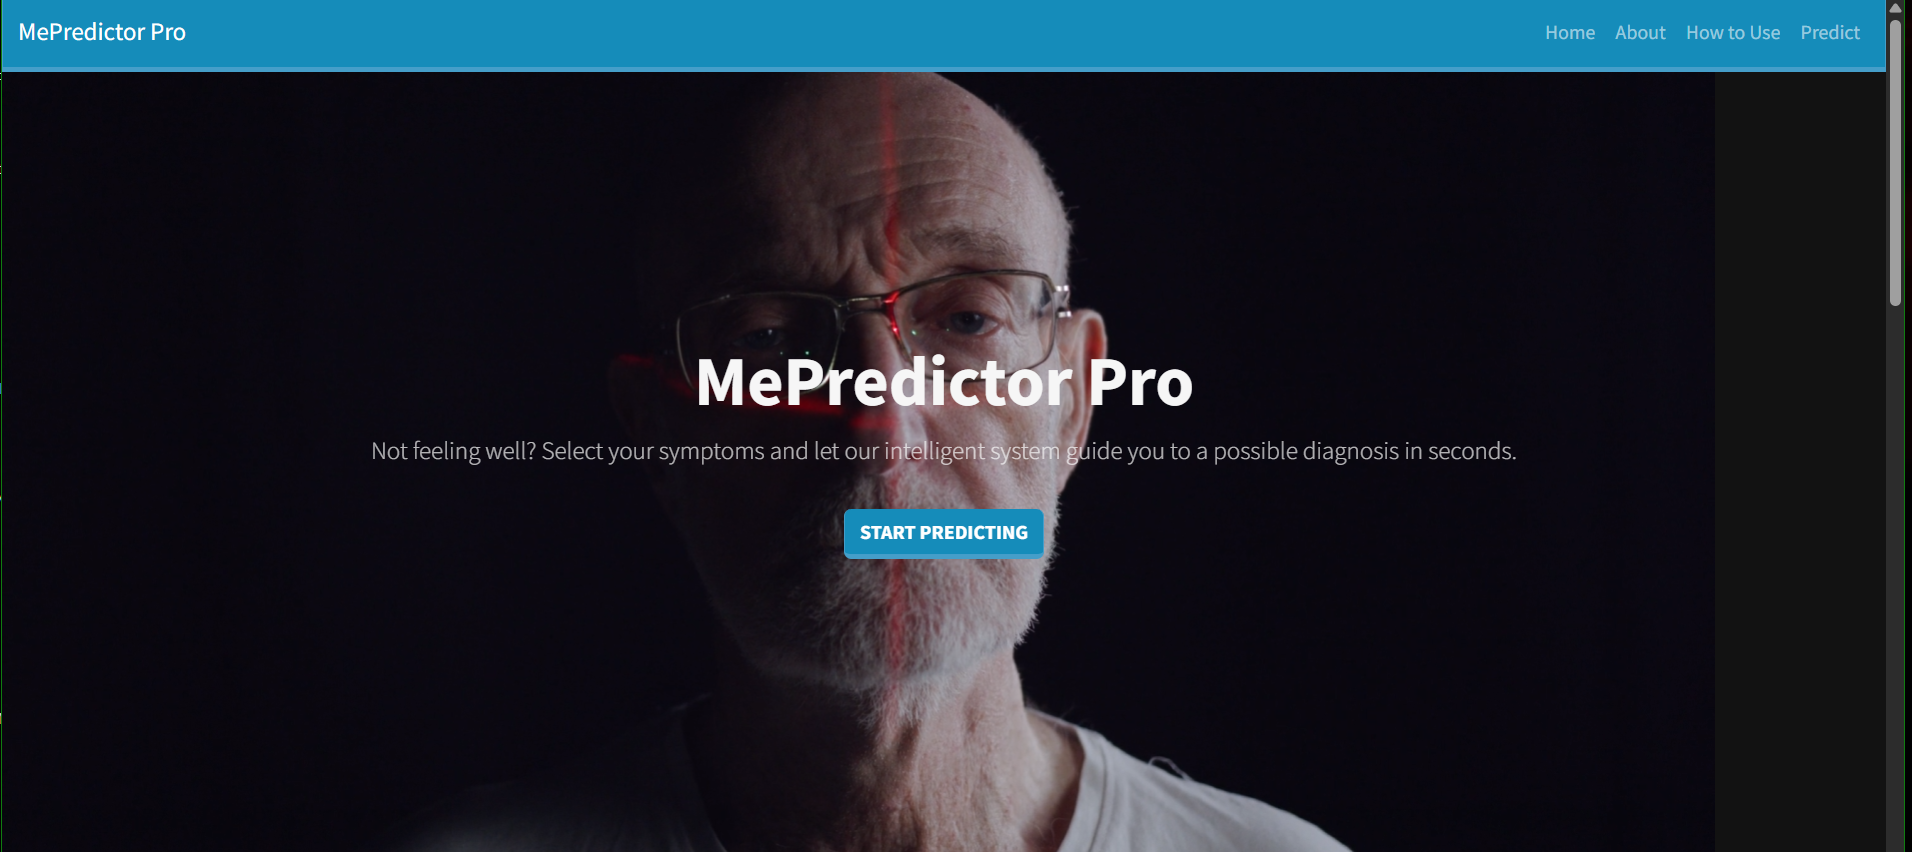 MePredictor Pro
Home About How to Use Predict
MePredictor Pro
Not feeling well? Select your symptoms and let our intelligent system guide you to a possible diagnosis in seconds.
START PREDICTING